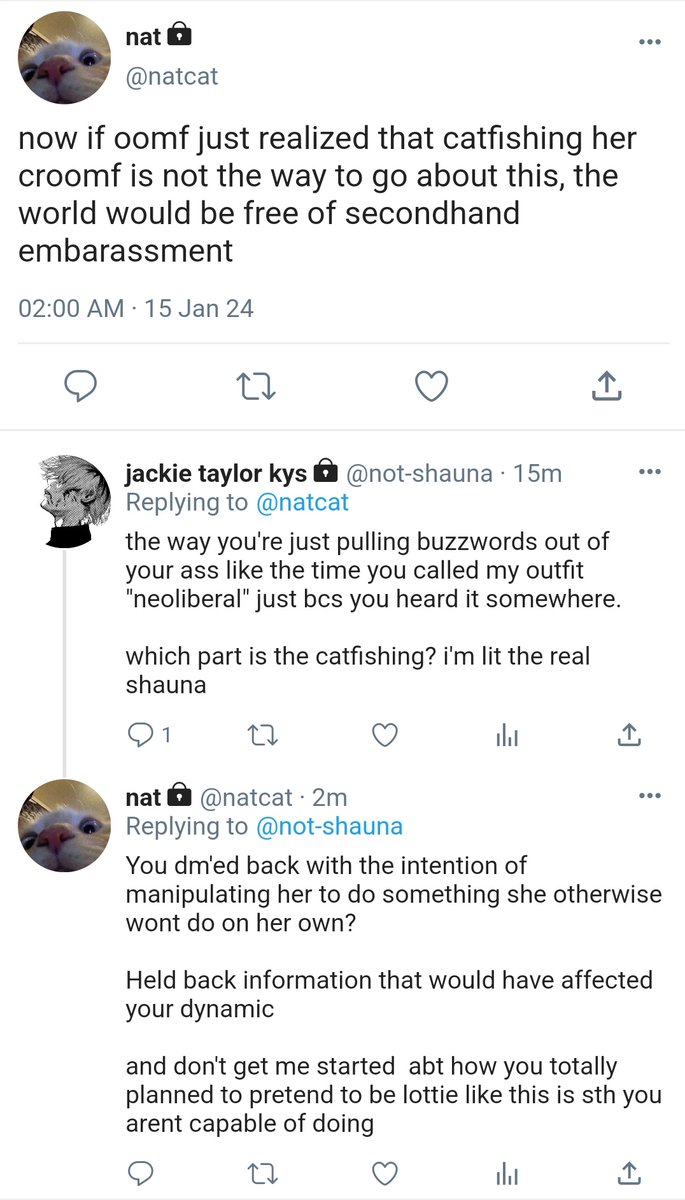 nat
@natcat
now if oomf just realized that catfishing her
croomf is not the way to go about this, the
world would be free of secondhand
embarassment
02:00 AM · 15 Jan 24
jackie taylor kys @not-shauna · 15m
Replying to @natcat
the way you're just pulling buzzwords out of
your ass like the time you called my outfit
"neoliberal" just bcs you heard it somewhere.
which part is the catfishing? i'm lit the real
shauna
1
nat @natcat · 2m
Replying to @not-shauna
You dm'ed back with the intention of
manipulating her to do something she otherwise
wont do on her own?
Held back information that would have affected
your dynamic
and don't get me started  abt how you totally
planned to pretend to be lottie like this is sth you
arent capable of doing